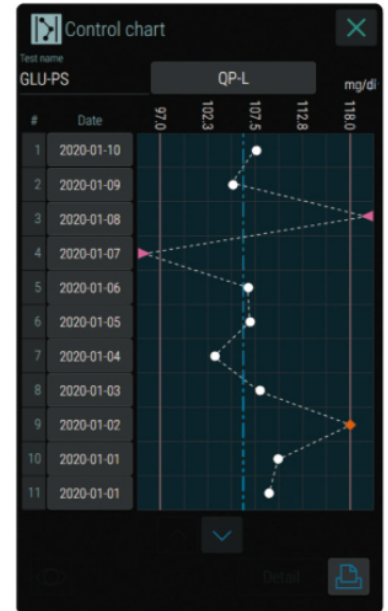 Control chart
Test name
GLU-PS QP-L mg/dl
# Date 97.0 102.3 107.5 112.8 118.0
1 2020-01-10
2 2020-01-09
3 2020-01-08
4 2020-01-07
5 2020-01-06
6 2020-01-05
7 2020-01-04
8 2020-01-03
9 2020-01-02
10 2020-01-01
11 2020-01-01
Detail